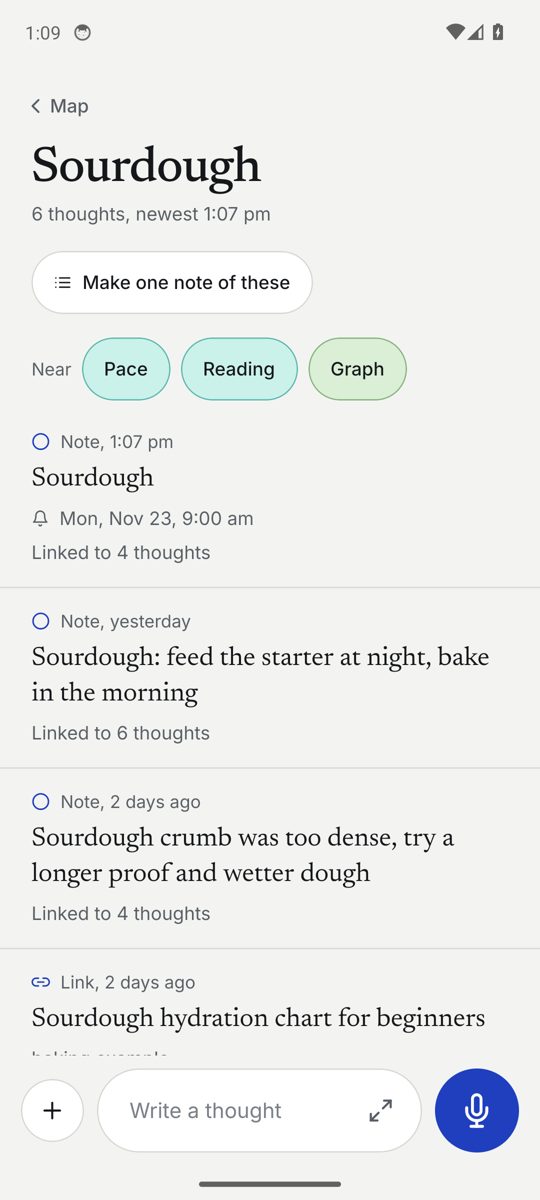 1:09
Map
Sourdough
6 thoughts, newest 1:07 pm
Make one note of these
Near
Pace
Reading
Graph
Note, 1:07 pm
Sourdough
Mon, Nov 23, 9:00 am
Linked to 4 thoughts
Note, yesterday
Sourdough: feed the starter at night, bake
in the morning
Linked to 6 thoughts
Note, 2 days ago
Sourdough crumb was too dense, try a
longer proof and wetter dough
Linked to 4 thoughts
Link, 2 days ago
Sourdough hydration chart for beginners
Write a thought